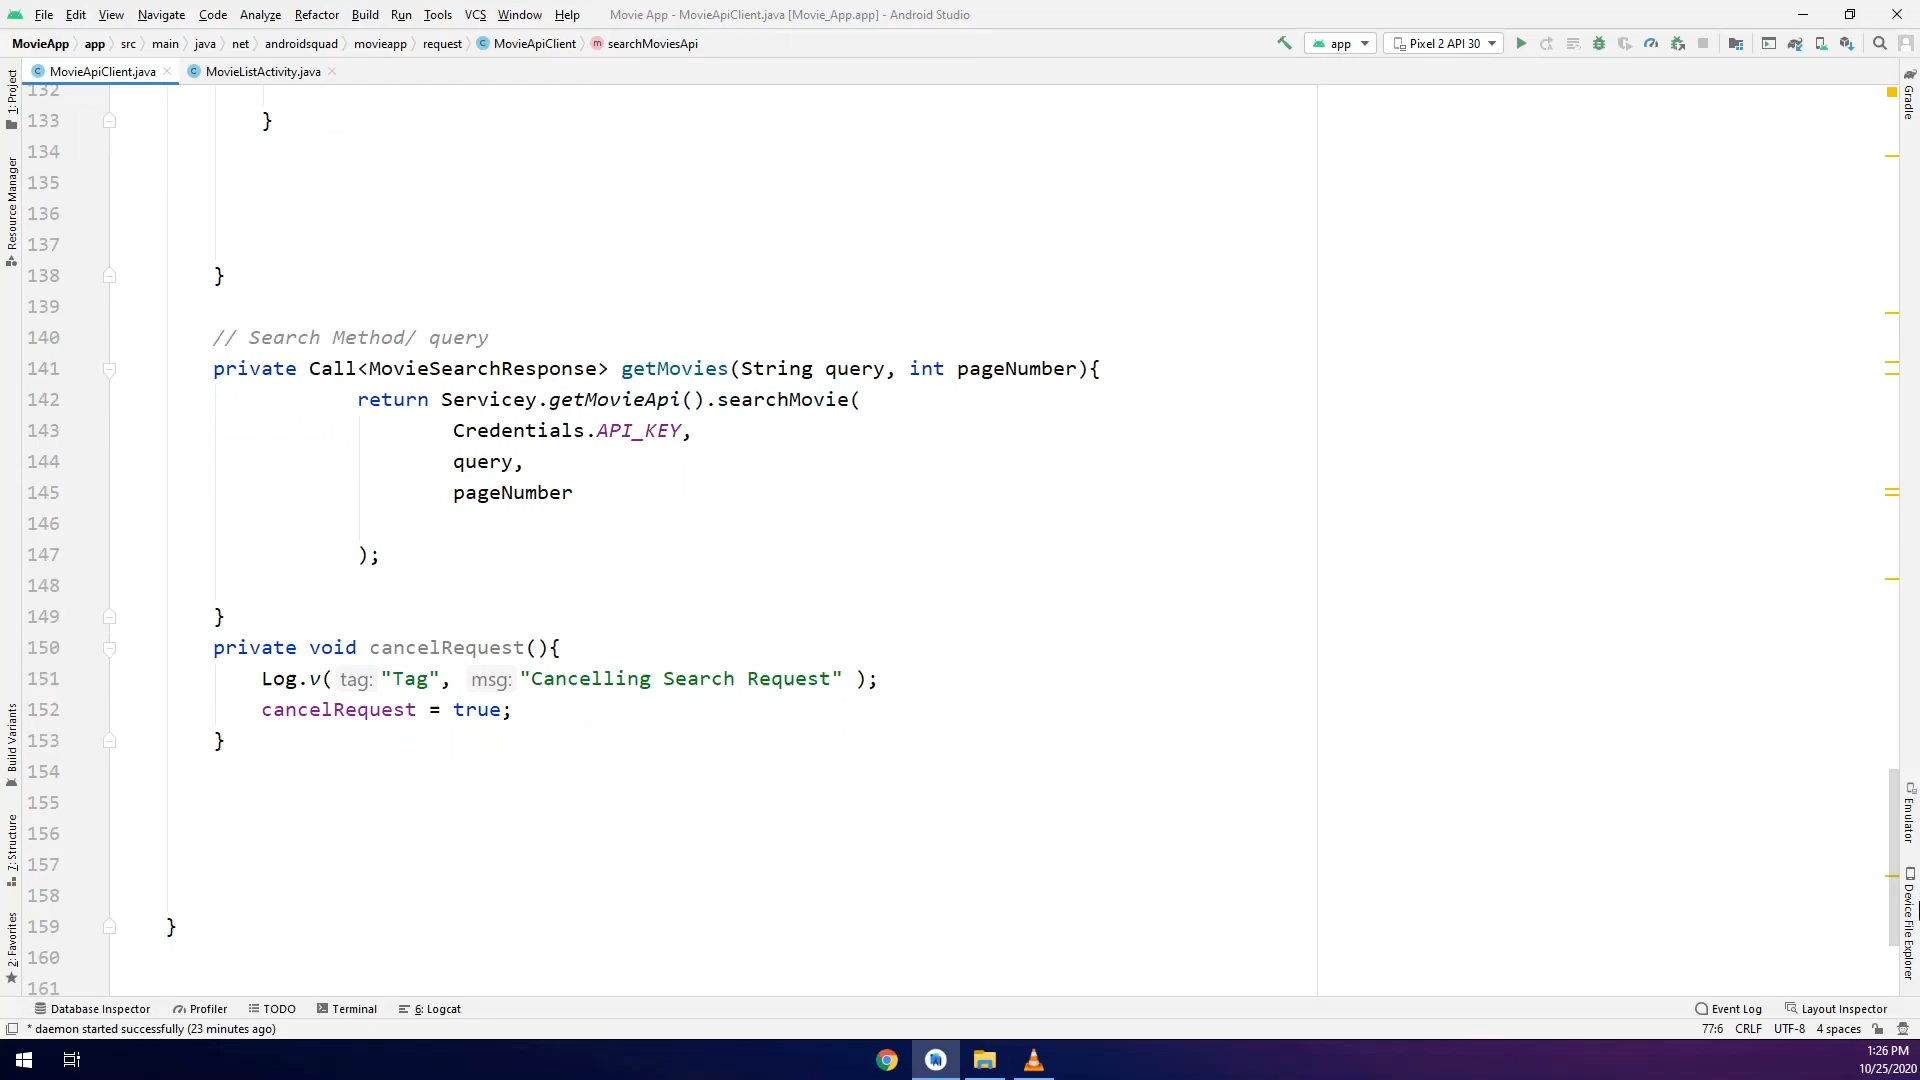 File Edit View Navigate Code Analyze Refactor Build Run Tools VCS Window Help Movie App - MovieApiClient.java [Movie_App.app] - Android Studio
MovieApp app src main java net androidsquad movieapp request MovieApiClient searchMoviesApi app Pixel 2 API 30
MovieApiClient.java MovieListActivity.java
1: Project
Resource Manager
Build Variants
7: Structure
2: Favorites
132
133 }
134
135
136
137
138 }
139
140 // Search Method/ query
141 private Call<MovieSearchResponse> getMovies(String query, int pageNumber){
142 return Servicey.getMovieApi().searchMovie(
143 Credentials.API_KEY,
144 query,
145 pageNumber
146
147 );
148
149 }
150 private void cancelRequest(){
151 Log.v( tag: "Tag", msg: "Cancelling Search Request" );
152 cancelRequest = true;
153 }
154
155
156
157
158
159 }
160
161
Gradle
Emulator
Device File Explorer
Database Inspector Profiler TODO Terminal 6: Logcat Event Log Layout Inspector
* daemon started successfully (23 minutes ago) 77:6 CRLF UTF-8 4 spaces
1:26 PM
10/25/2020